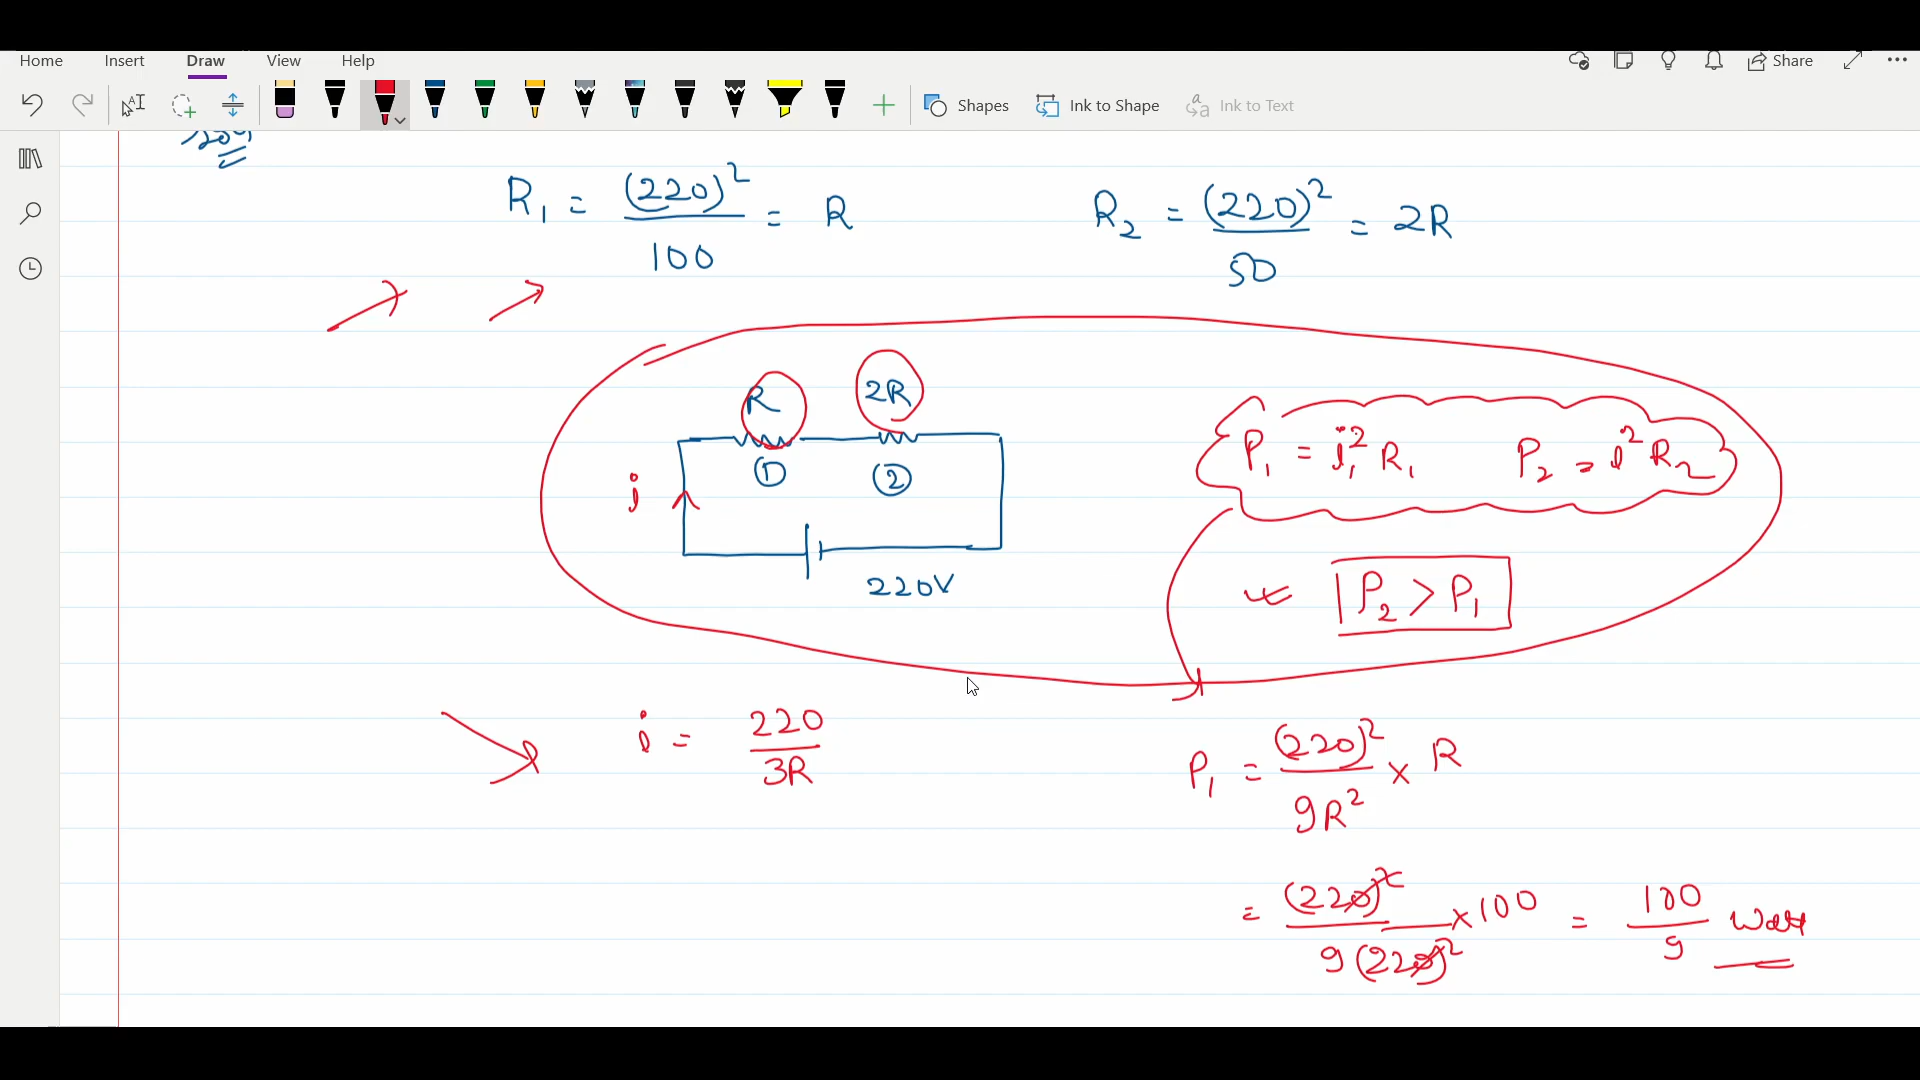 Home Insert Draw View Help Share
Shapes Ink to Shape Ink to Text
R₁ = (220)² / 100 = R
R₂ = (220)² / 50 = 2R
R 2R
① ②
i
220V
P₁ = i₁² R₁ P₂ = i² R₂
P₂ > P₁
i = 220 / 3R
P₁ = (220)² / 9R² × R
= (220)² / 9 (220)² × 100 = 100 / 9 Watt